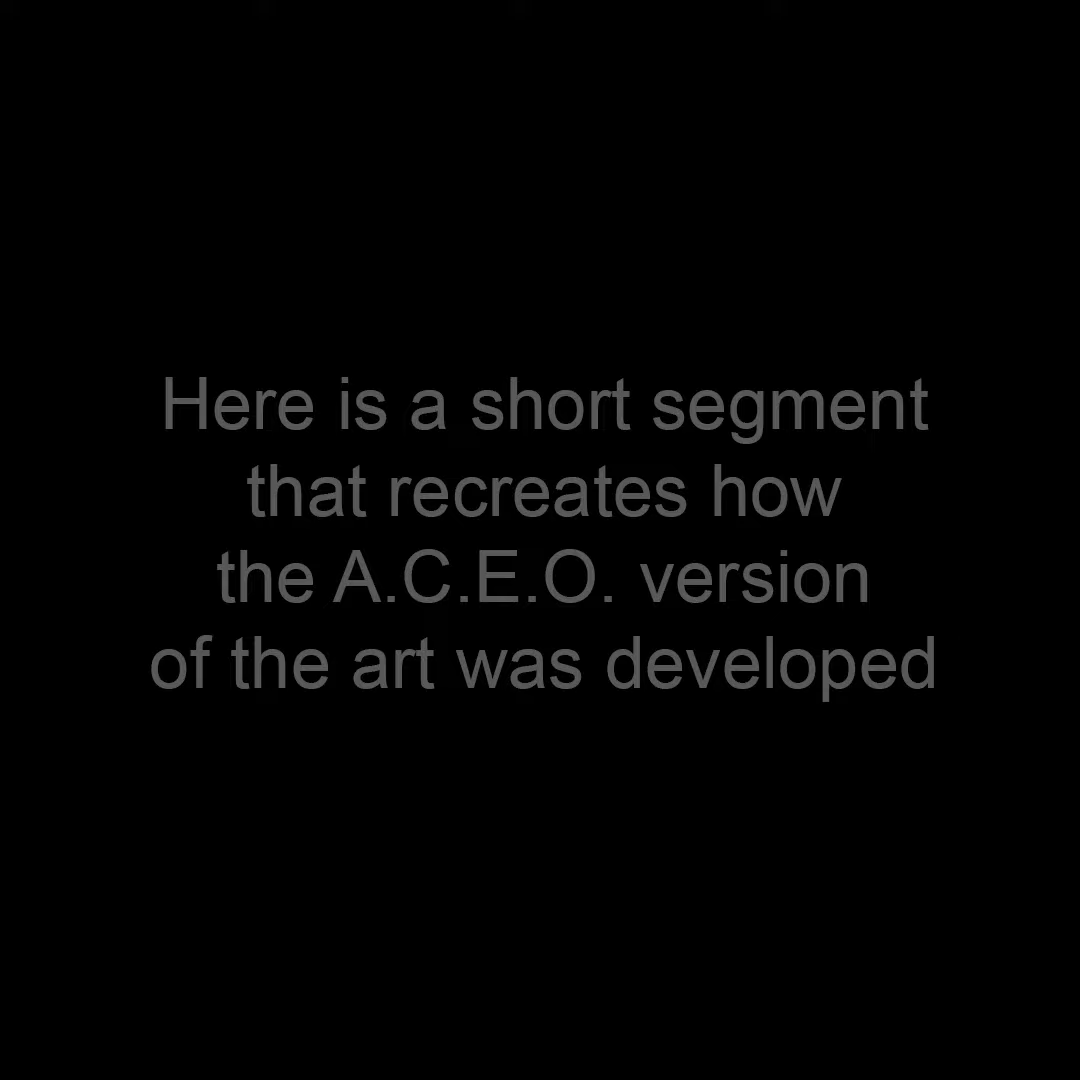 Here is a short segment
that recreates how
the A.C.E.O. version
of the art was developed